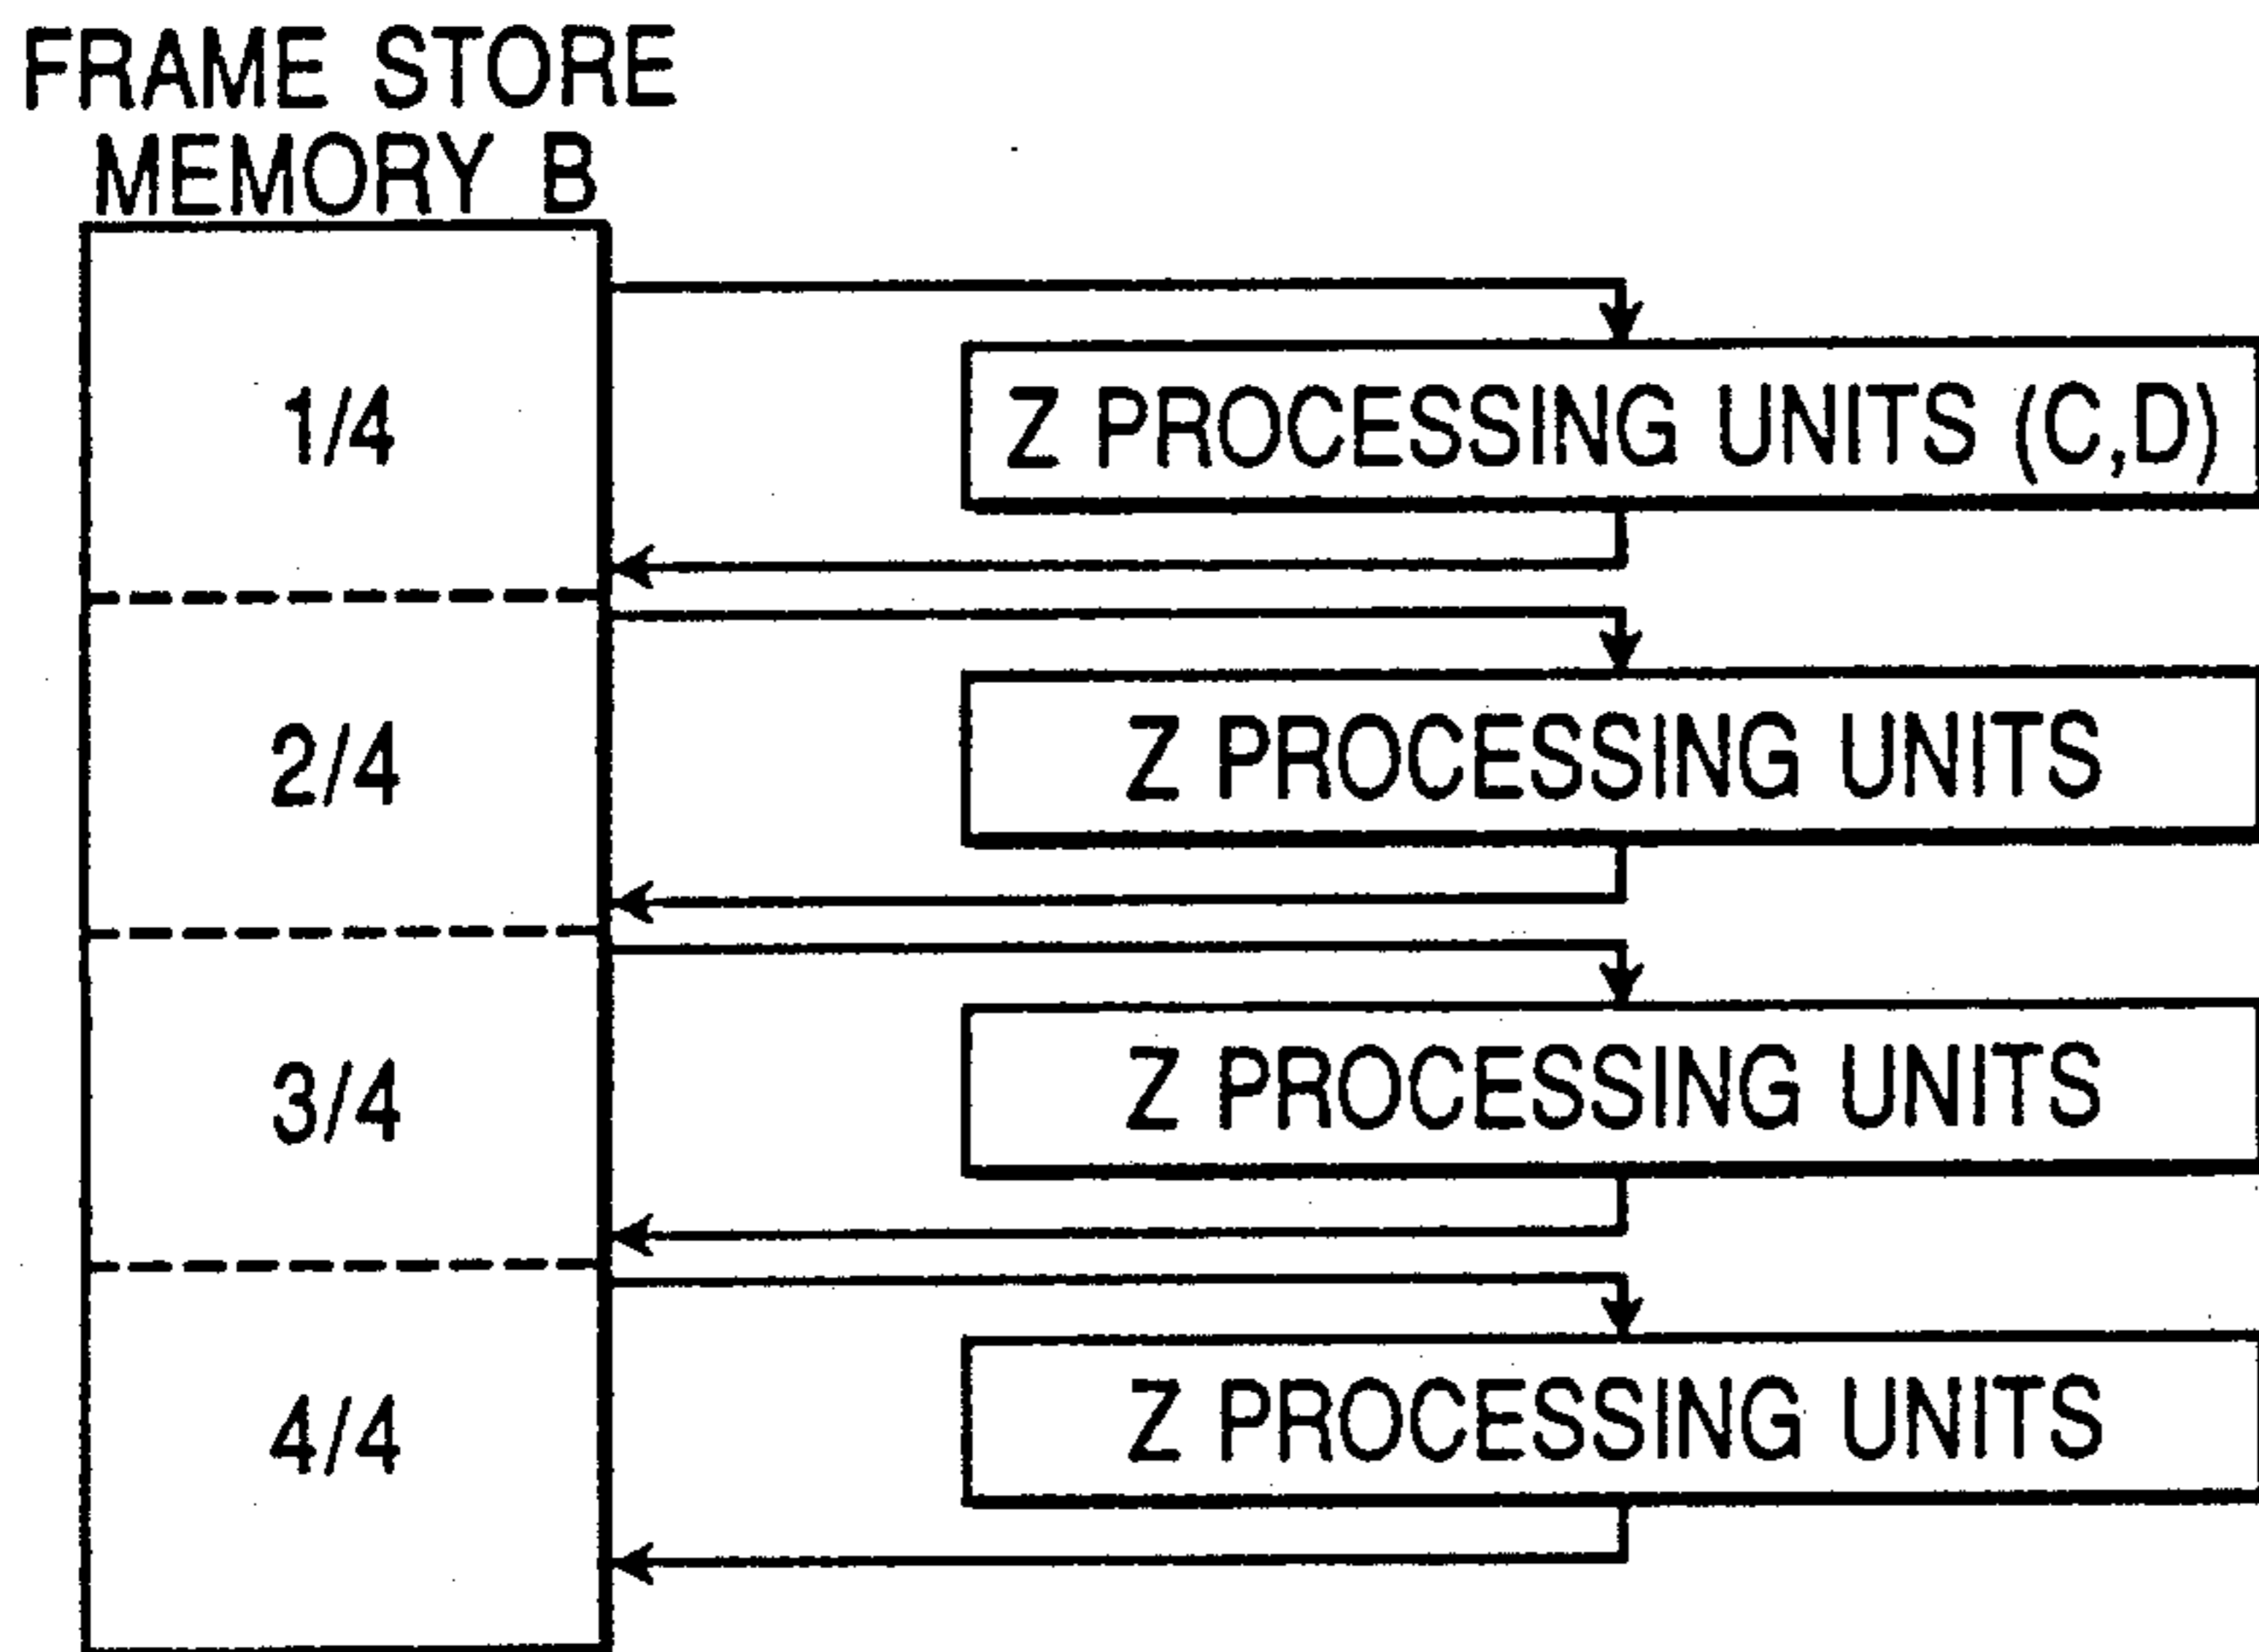 FRAME STORE
MEMORY B
1/4
Z PROCESSING UNITS (C,D)
2/4
Z PROCESSING UNITS
3/4
Z PROCESSING UNITS
4/4
Z PROCESSING UNITS